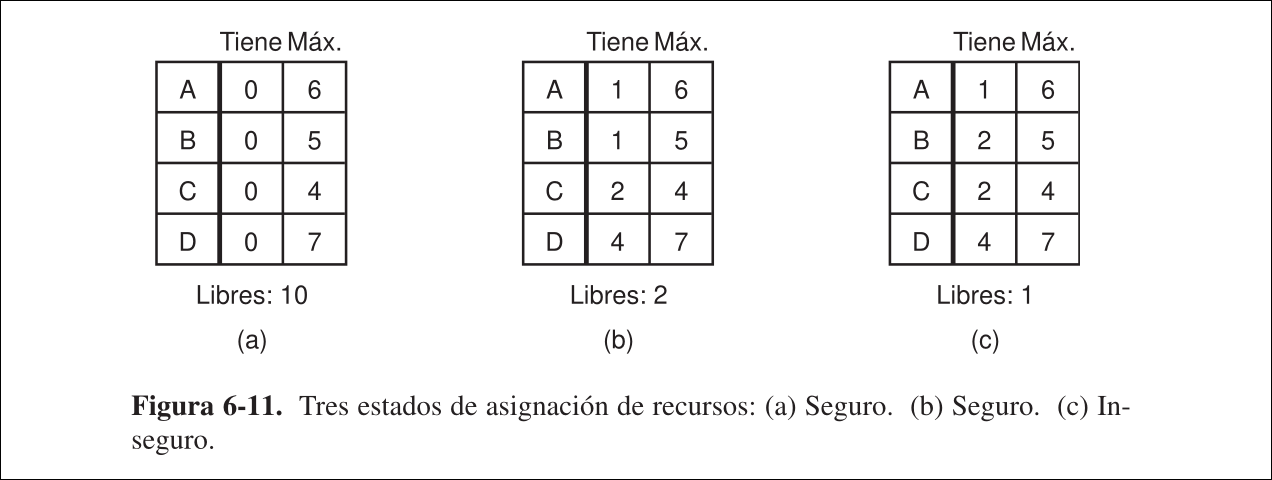 Tiene Máx. Tiene Máx. Tiene Máx.
A 0 6 A 1 6 A 1 6
B 0 5 B 1 5 B 2 5
C 0 4 C 2 4 C 2 4
D 0 7 D 4 7 D 4 7
Libres: 10 Libres: 2 Libres: 1
(a) (b) (c)
Figura 6-11. Tres estados de asignación de recursos: (a) Seguro. (b) Seguro. (c) In-
seguro.